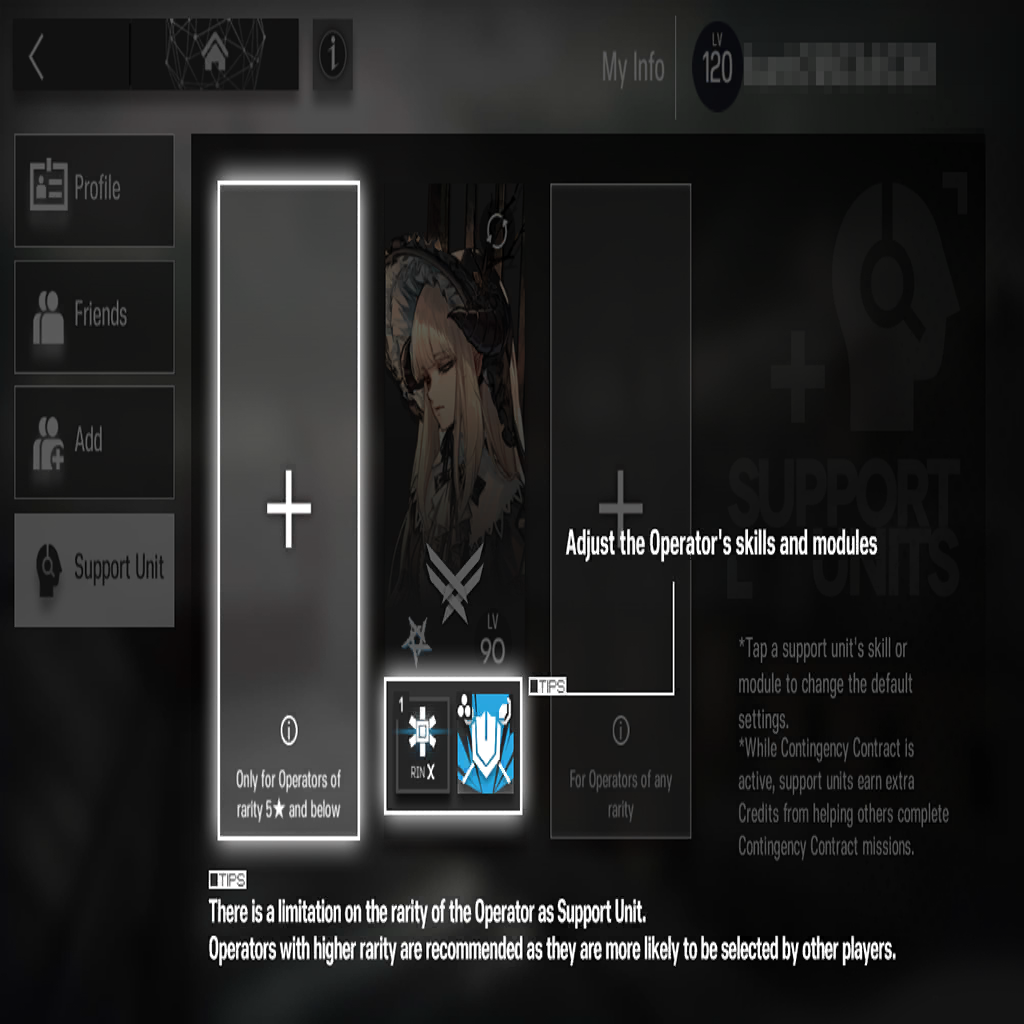 My Info
LV
120
Profile
Friends
Add
Support Unit
Only for Operators of
rarity 5★ and below
LV
90
1
RIN X
TIPS
Adjust the Operator's skills and modules
For Operators of any
rarity
SUPPORT
UNITS
*Tap a support unit's skill or
module to change the default
settings.
*While Contingency Contract is
active, support units earn extra
Credits from helping others complete
Contingency Contract missions.
TIPS
There is a limitation on the rarity of the Operator as Support Unit.
Operators with higher rarity are recommended as they are more likely to be selected by other players.